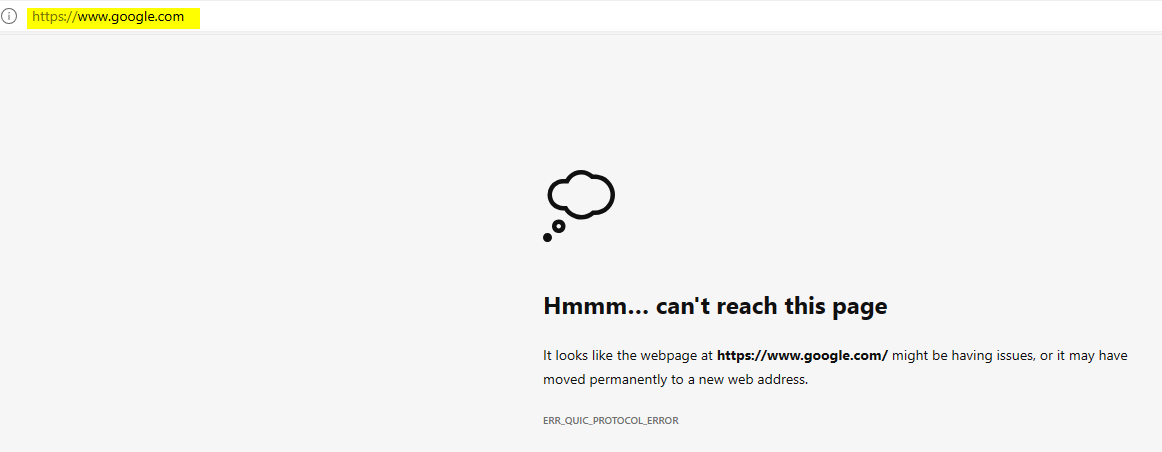 https://www.google.com
Hmmm... can't reach this page
It looks like the webpage at https://www.google.com/ might be having issues, or it may have
moved permanently to a new web address.
ERR_QUIC_PROTOCOL_ERROR